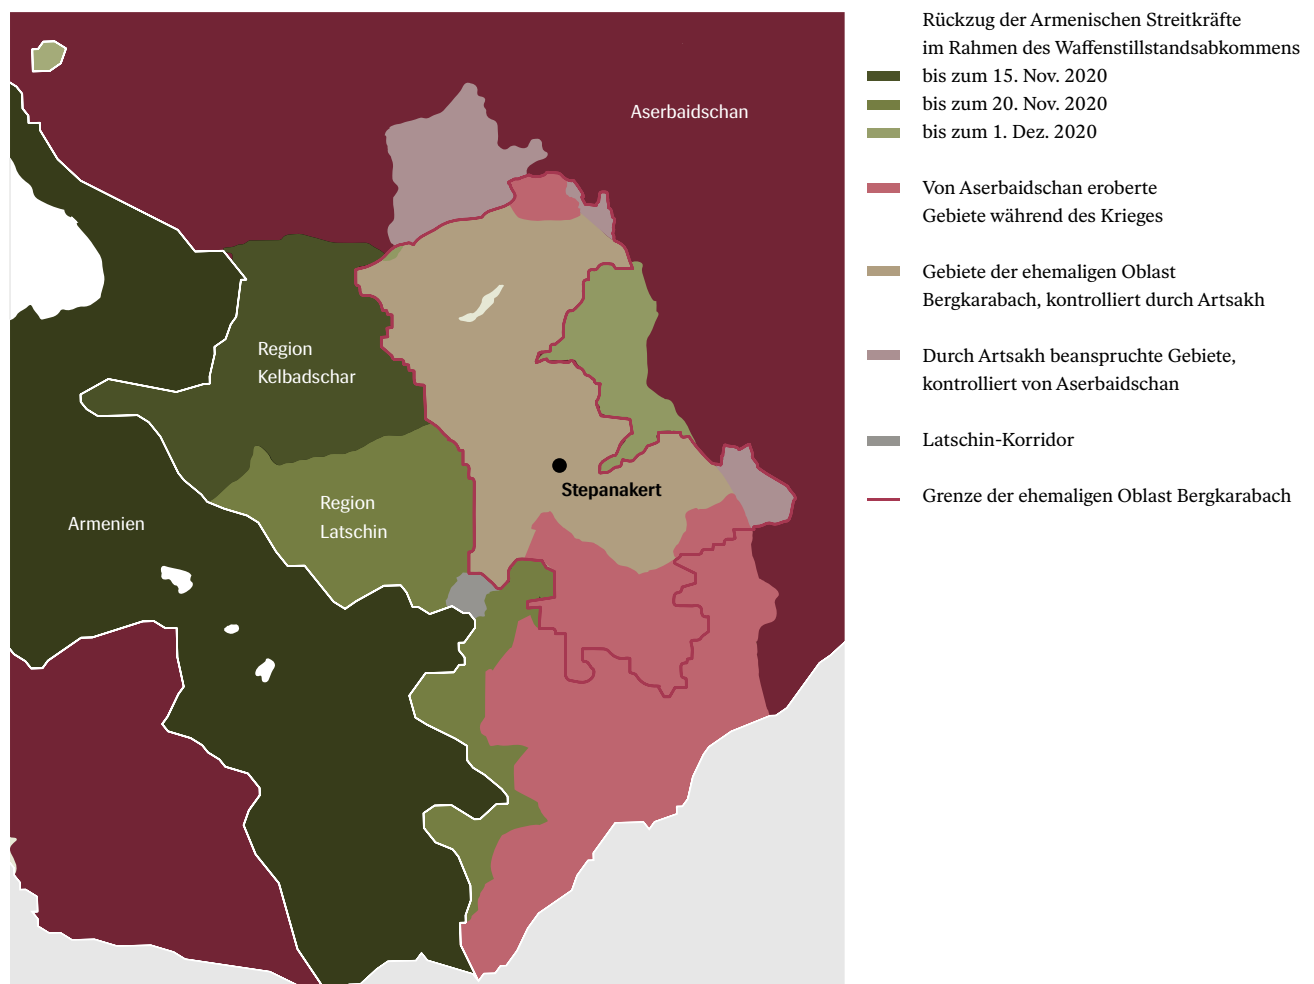 Rückzug der Armenischen Streitkräfte
im Rahmen des Waffenstillstandsabkommens
bis zum 15. Nov. 2020
bis zum 20. Nov. 2020
bis zum 1. Dez. 2020
Von Aserbaidschan eroberte
Gebiete während des Krieges
Gebiete der ehemaligen Oblast
Bergkarabach, kontrolliert durch Artsakh
Durch Artsakh beanspruchte Gebiete,
kontrolliert von Aserbaidschan
Latschin-Korridor
Grenze der ehemaligen Oblast Bergkarabach
Aserbaidschan
Region
Kelbadschar
Stepanakert
Region
Latschin
Armenien